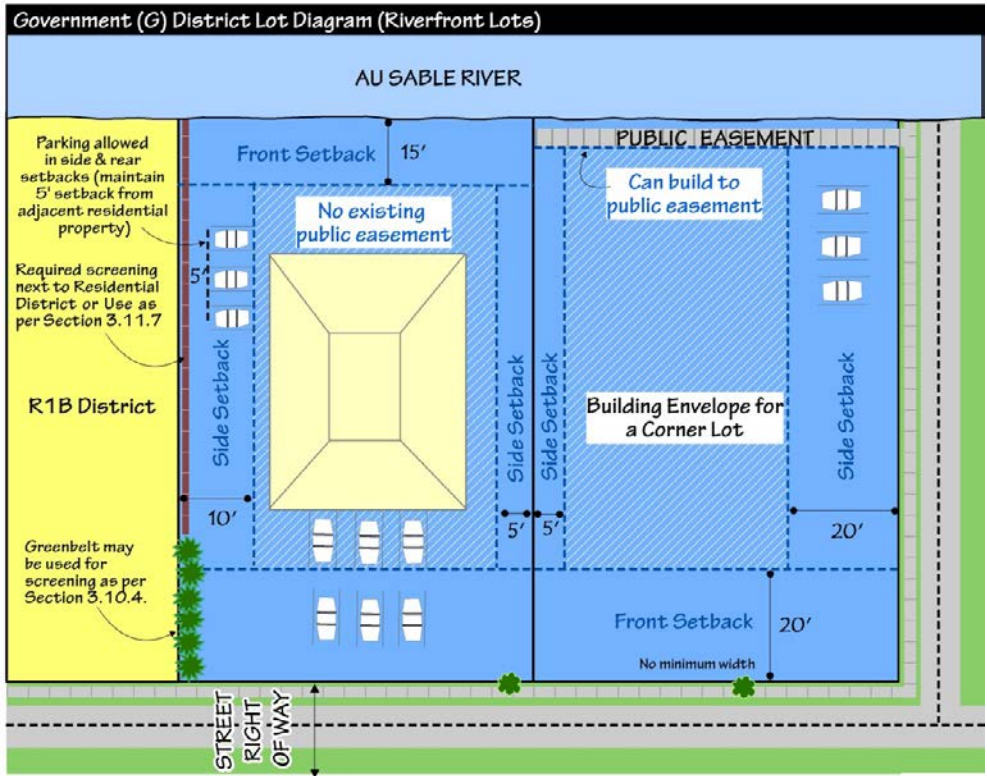 Government (G) District Lot Diagram (Riverfront Lots)
AU SABLE RIVER
Parking allowed
in side & rear
setbacks (maintain
5' setback from
adjacent residential
property)
Required screening
next to Residential
District or Use as
per Section 3.11.7
R1B District
Greenbelt may
be used for
screening as per
Section 3.10.4.
Front Setback
15'
No existing
public easement
5'
Side Setback
10'
Side Setback
5'
PUBLIC EASEMENT
Can build to
public easement
Side Setback
5'
Building Envelope for
a Corner Lot
Side Setback
20'
Front Setback
20'
No minimum width
STREET
RIGHT
OF WAY